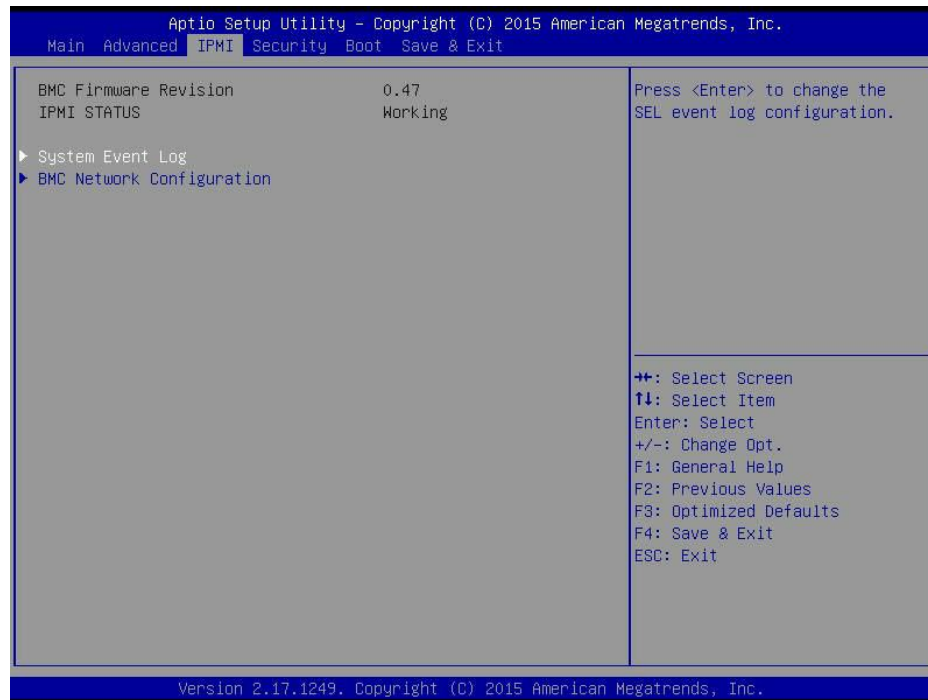 Aptio Setup Utility – Copyright (C) 2015 American Megatrends, Inc.
Main Advanced IPMI Security Boot Save & Exit
BMC Firmware Revision 0.47
IPMI STATUS Working
▶ System Event Log
▶ BMC Network Configuration
Press <Enter> to change the
SEL event log configuration.
→←: Select Screen
↑↓: Select Item
Enter: Select
+/-: Change Opt.
F1: General Help
F2: Previous Values
F3: Optimized Defaults
F4: Save & Exit
ESC: Exit
Version 2.17.1249. Copyright (C) 2015 American Megatrends, Inc.